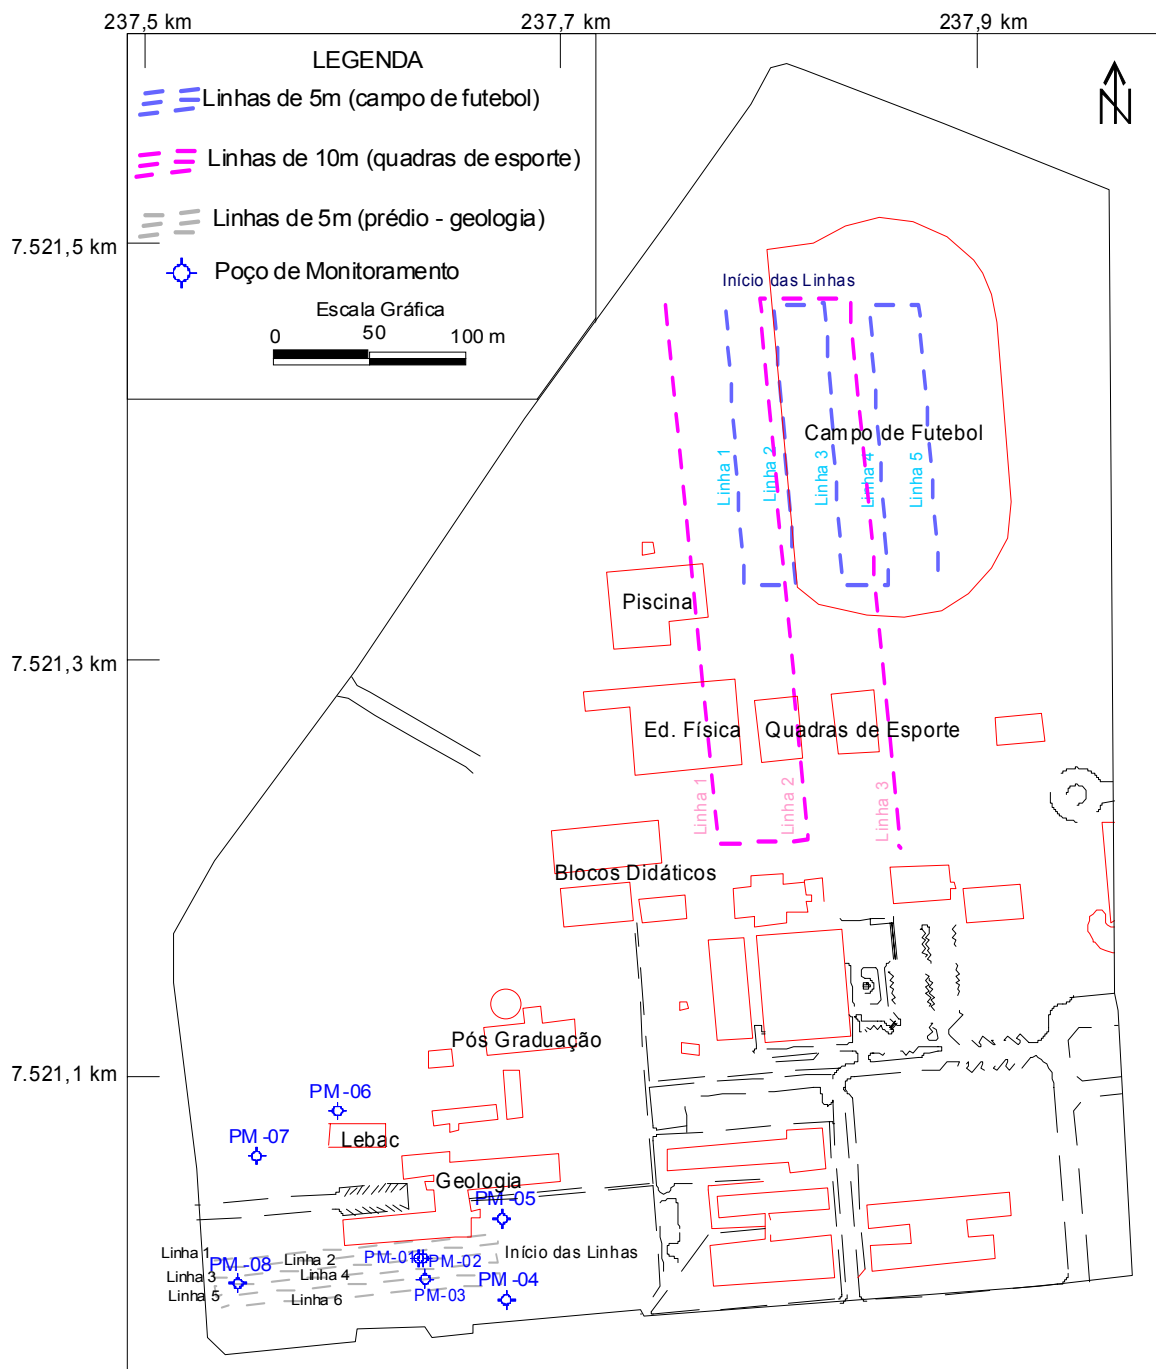 237,5 km
237,7 km
237,9 km
LEGENDA
Linhas de 5m (campo de futebol)
Linhas de 10m (quadras de esporte)
Linhas de 5m (prédio - geologia)
Poço de Monitoramento
Escala Gráfica
0 50 100 m
N
7.521,5 km
Início das Linhas
Campo de Futebol
Linha 1
Linha 2
Linha 3
Linha 4
Linha 5
Piscina
7.521,3 km
Ed. Física
Quadras de Esporte
Linha 1
Linha 2
Linha 3
Blocos Didáticos
Pós Graduação
7.521,1 km
PM-06
PM-07
Lebac
Geologia
PM-05
Linha 1
Linha 2
PM-01
PM-02
Início das Linhas
Linha 3
PM-08
Linha 4
Linha 5
PM-03
PM-04
Linha 6